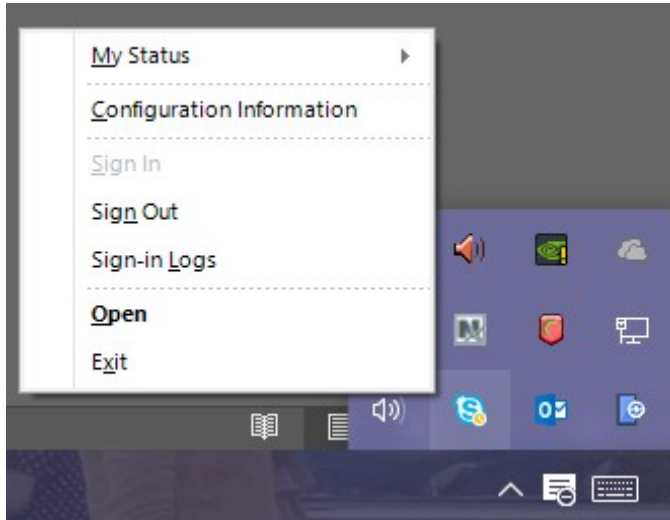 My Status
Configuration Information
Sign In
Sign Out
Sign-in Logs
Open
Exit